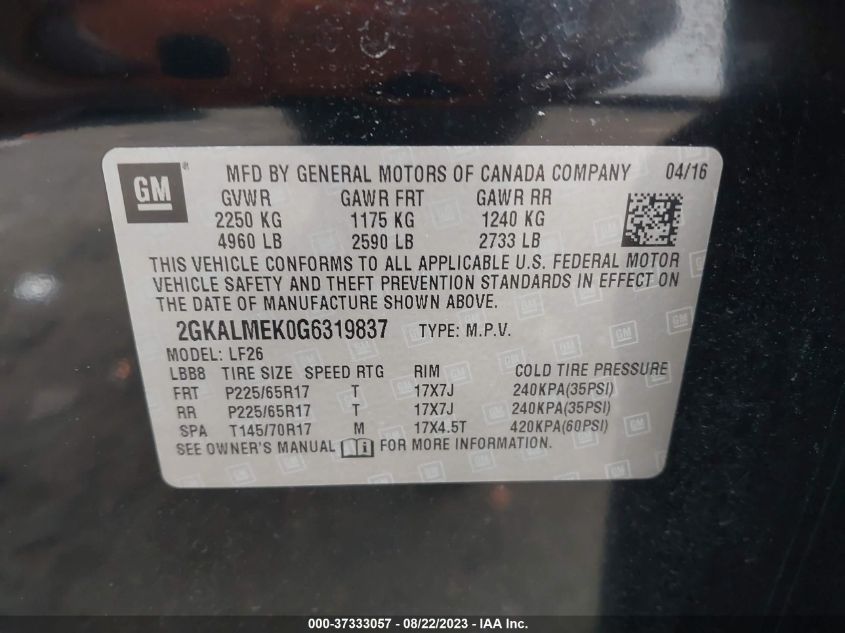 GM
MFD BY GENERAL MOTORS OF CANADA COMPANY 04/16
GVWR GAWR FRT GAWR RR
2250 KG 1175 KG 1240 KG
4960 LB 2590 LB 2733 LB
THIS VEHICLE CONFORMS TO ALL APPLICABLE U.S. FEDERAL MOTOR
VEHICLE SAFETY AND THEFT PREVENTION STANDARDS IN EFFECT ON
THE DATE OF MANUFACTURE SHOWN ABOVE.
2GKALMEK0G6319837 TYPE: M.P.V.
MODEL: LF26
LBB8 TIRE SIZE SPEED RTG RIM COLD TIRE PRESSURE
FRT P225/65R17 T 17X7J 240KPA(35PSI)
RR P225/65R17 T 17X7J 240KPA(35PSI)
SPA T145/70R17 M 17X4.5T 420KPA(60PSI)
SEE OWNER'S MANUAL FOR MORE INFORMATION.
000-37333057 - 08/22/2023 - IAA Inc.